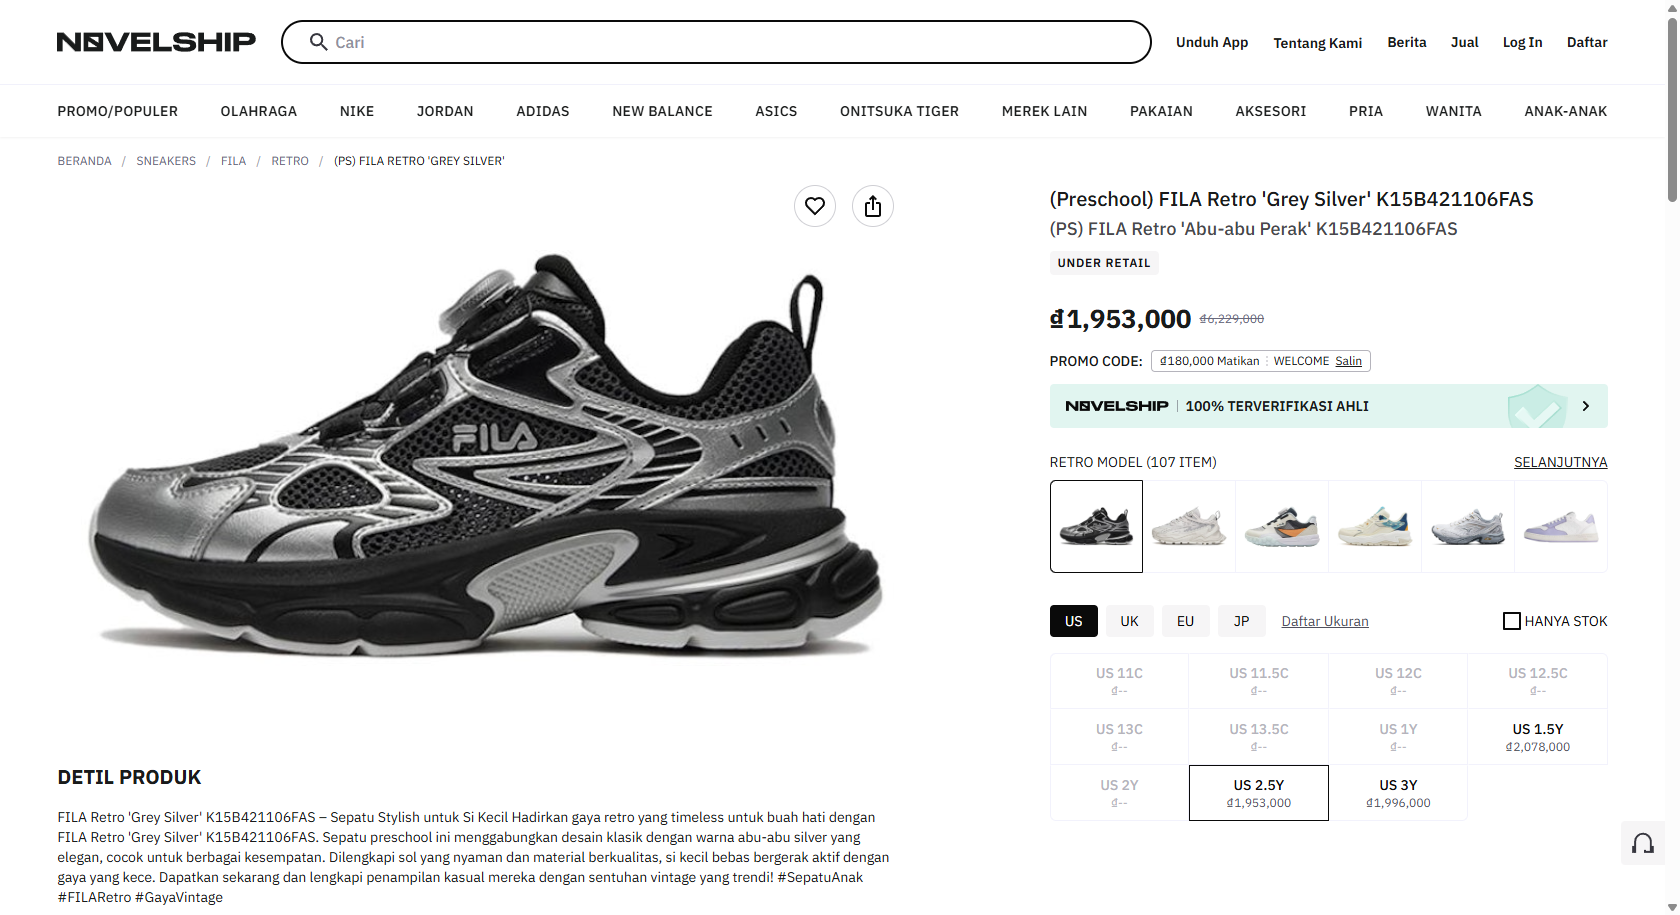 NOVELSHIP
Cari
Unduh App
Tentang Kami
Berita
Jual
Log In
Daftar
PROMO/POPULER
OLAHRAGA
NIKE
JORDAN
ADIDAS
NEW BALANCE
ASICS
ONITSUKA TIGER
MEREK LAIN
PAKAIAN
AKSESORI
PRIA
WANITA
ANAK-ANAK
BERANDA / SNEAKERS / FILA / RETRO / (PS) FILA RETRO 'GREY SILVER'
FILA
(Preschool) FILA Retro 'Grey Silver' K15B421106FAS
(PS) FILA Retro 'Abu-abu Perak' K15B421106FAS
UNDER RETAIL
₫1,953,000 ₫6,229,000
PROMO CODE: ₫180,000 Matikan WELCOME Salin
NOVELSHIP | 100% TERVERIFIKASI AHLI
RETRO MODEL (107 ITEM)
SELANJUTNYA
US
UK
EU
JP
Daftar Ukuran
HANYA STOK
US 11C
₫--
US 11.5C
₫--
US 12C
₫--
US 12.5C
₫--
US 13C
₫--
US 13.5C
₫--
US 1Y
₫--
US 1.5Y
₫2,078,000
US 2Y
₫--
US 2.5Y
₫1,953,000
US 3Y
₫1,996,000
DETIL PRODUK
FILA Retro 'Grey Silver' K15B421106FAS – Sepatu Stylish untuk Si Kecil Hadirkan gaya retro yang timeless untuk buah hati dengan
FILA Retro 'Grey Silver' K15B421106FAS. Sepatu preschool ini menggabungkan desain klasik dengan warna abu-abu silver yang
elegan, cocok untuk berbagai kesempatan. Dilengkapi sol yang nyaman dan material berkualitas, si kecil bebas bergerak aktif dengan
gaya yang kece. Dapatkan sekarang dan lengkapi penampilan kasual mereka dengan sentuhan vintage yang trendi! #SepatuAnak
#FILARetro #GayaVintage